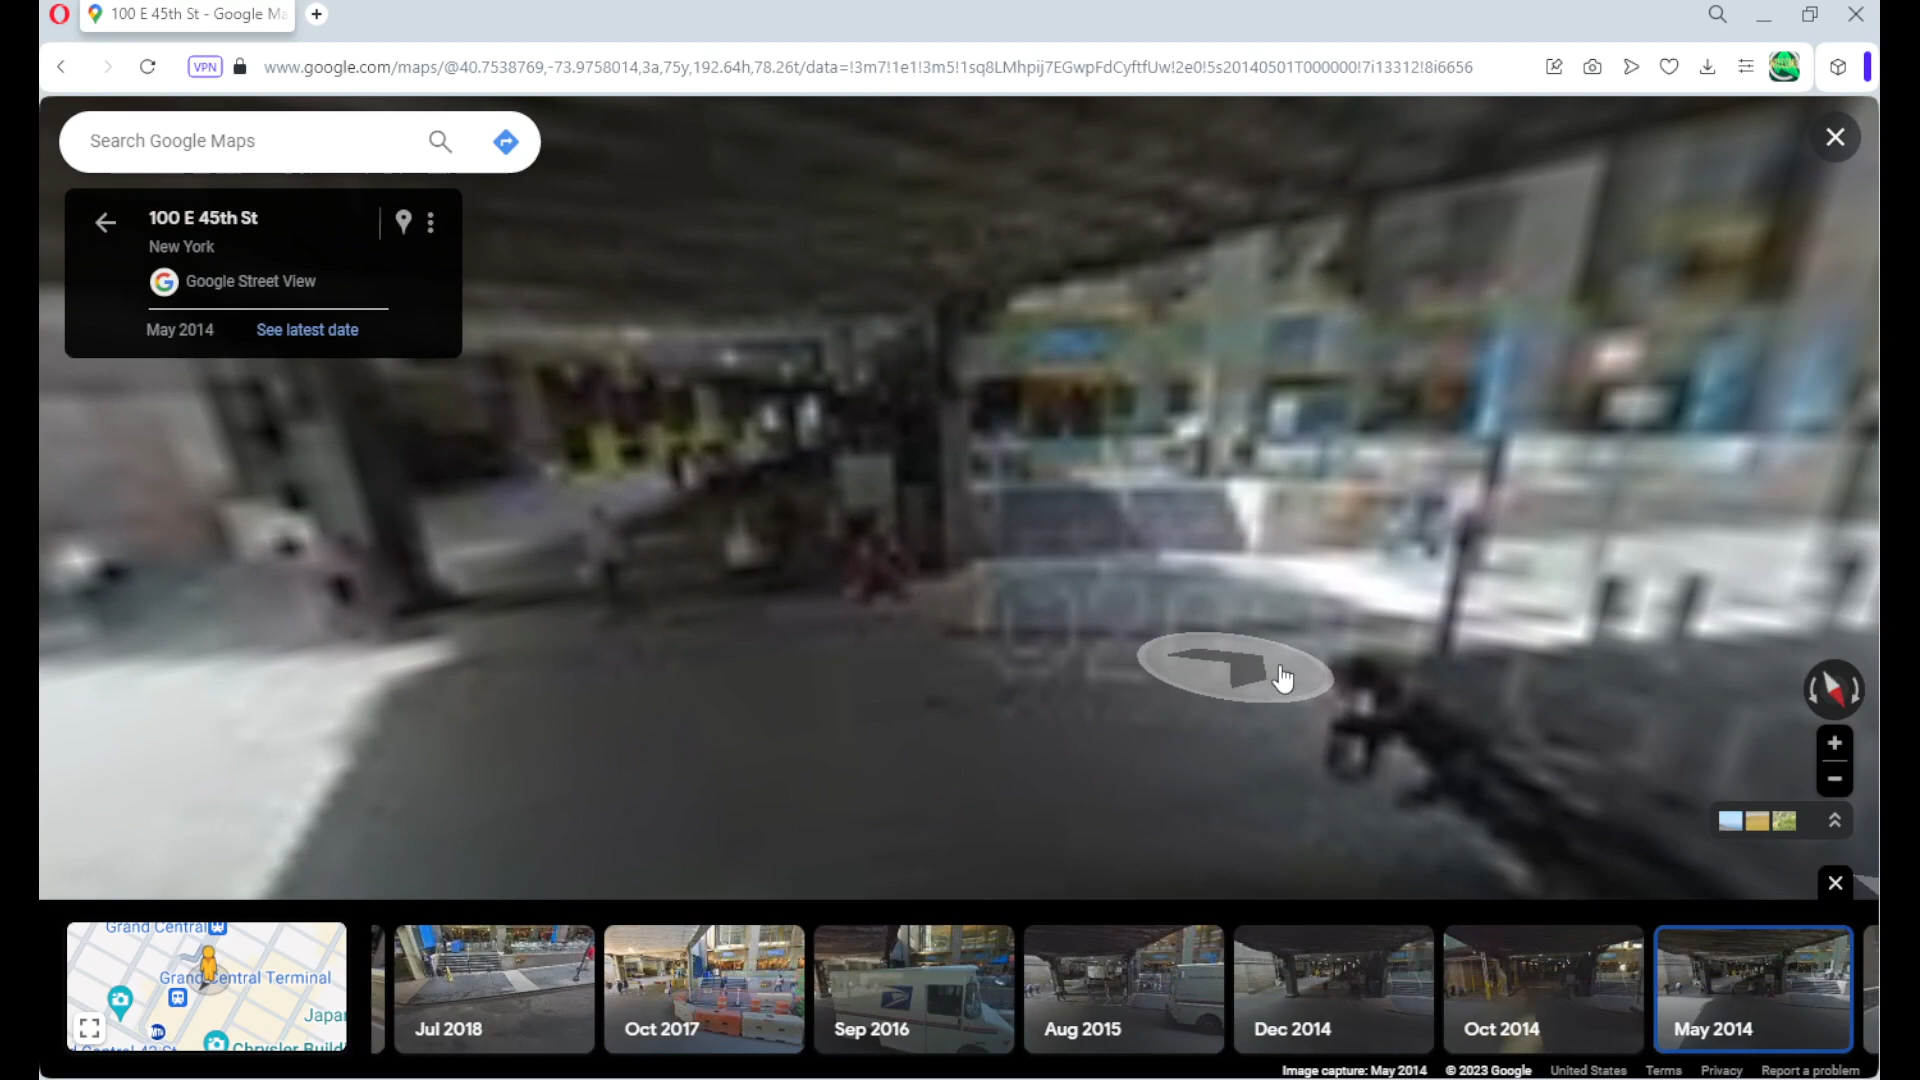 100 E 45th St - Google Ma
VPN
www.google.com/maps/@40.7538769,-73.9758014,3a,75y,192.64h,78.26t/data=!3m7!1e1!3m5!1sq8LMhpij7EGwpFdCyftfUw!2e0!5s20140501T000000!7i13312!8i6656
Search Google Maps
100 E 45th St
New York
Google Street View
May 2014 See latest date
Grand Central
Grand Central Terminal
Japa
Central 42 St
Chrysler Build
Jul 2018
Oct 2017
Sep 2016
Aug 2015
Dec 2014
Oct 2014
May 2014
Image capture: May 2014 © 2023 Google United States Terms Privacy Report a problem